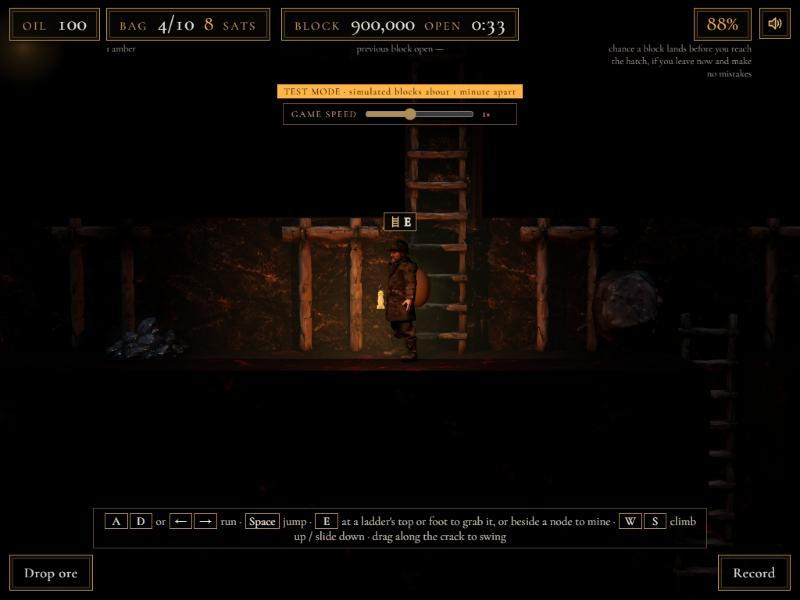 OIL 100
BAG 4/10 8 SATS
BLOCK 900,000 OPEN 0:33
88%
1 amber
previous block open —
chance a block lands before you reach
the hatch, if you leave now and make
no mistakes
TEST MODE · simulated blocks about 1 minute apart
GAME SPEED 1×
E
A D or ← → run · Space jump · E at a ladder's top or foot to grab it, or beside a node to mine · W S climb
up / slide down · drag along the crack to swing
Drop ore
Record